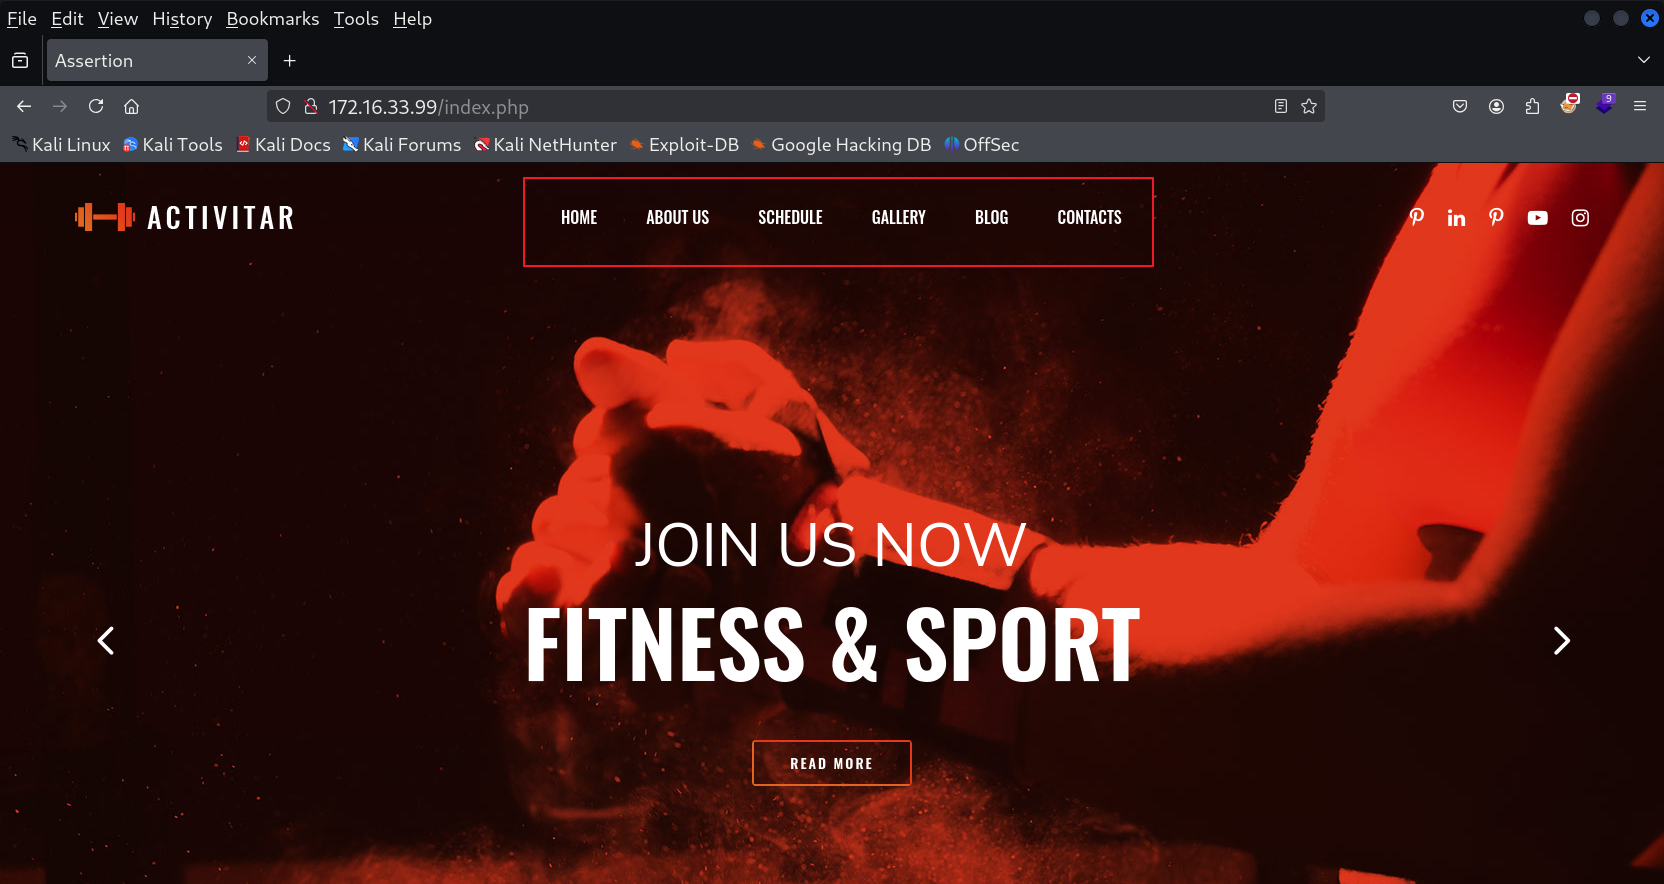 File Edit View History Bookmarks Tools Help
Assertion
172.16.33.99/index.php
9
Kali Linux Kali Tools Kali Docs Kali Forums Kali NetHunter Exploit-DB Google Hacking DB OffSec
ACTIVITAR HOME ABOUT US SCHEDULE GALLERY BLOG CONTACTS
JOIN US NOW
FITNESS & SPORT
READ MORE